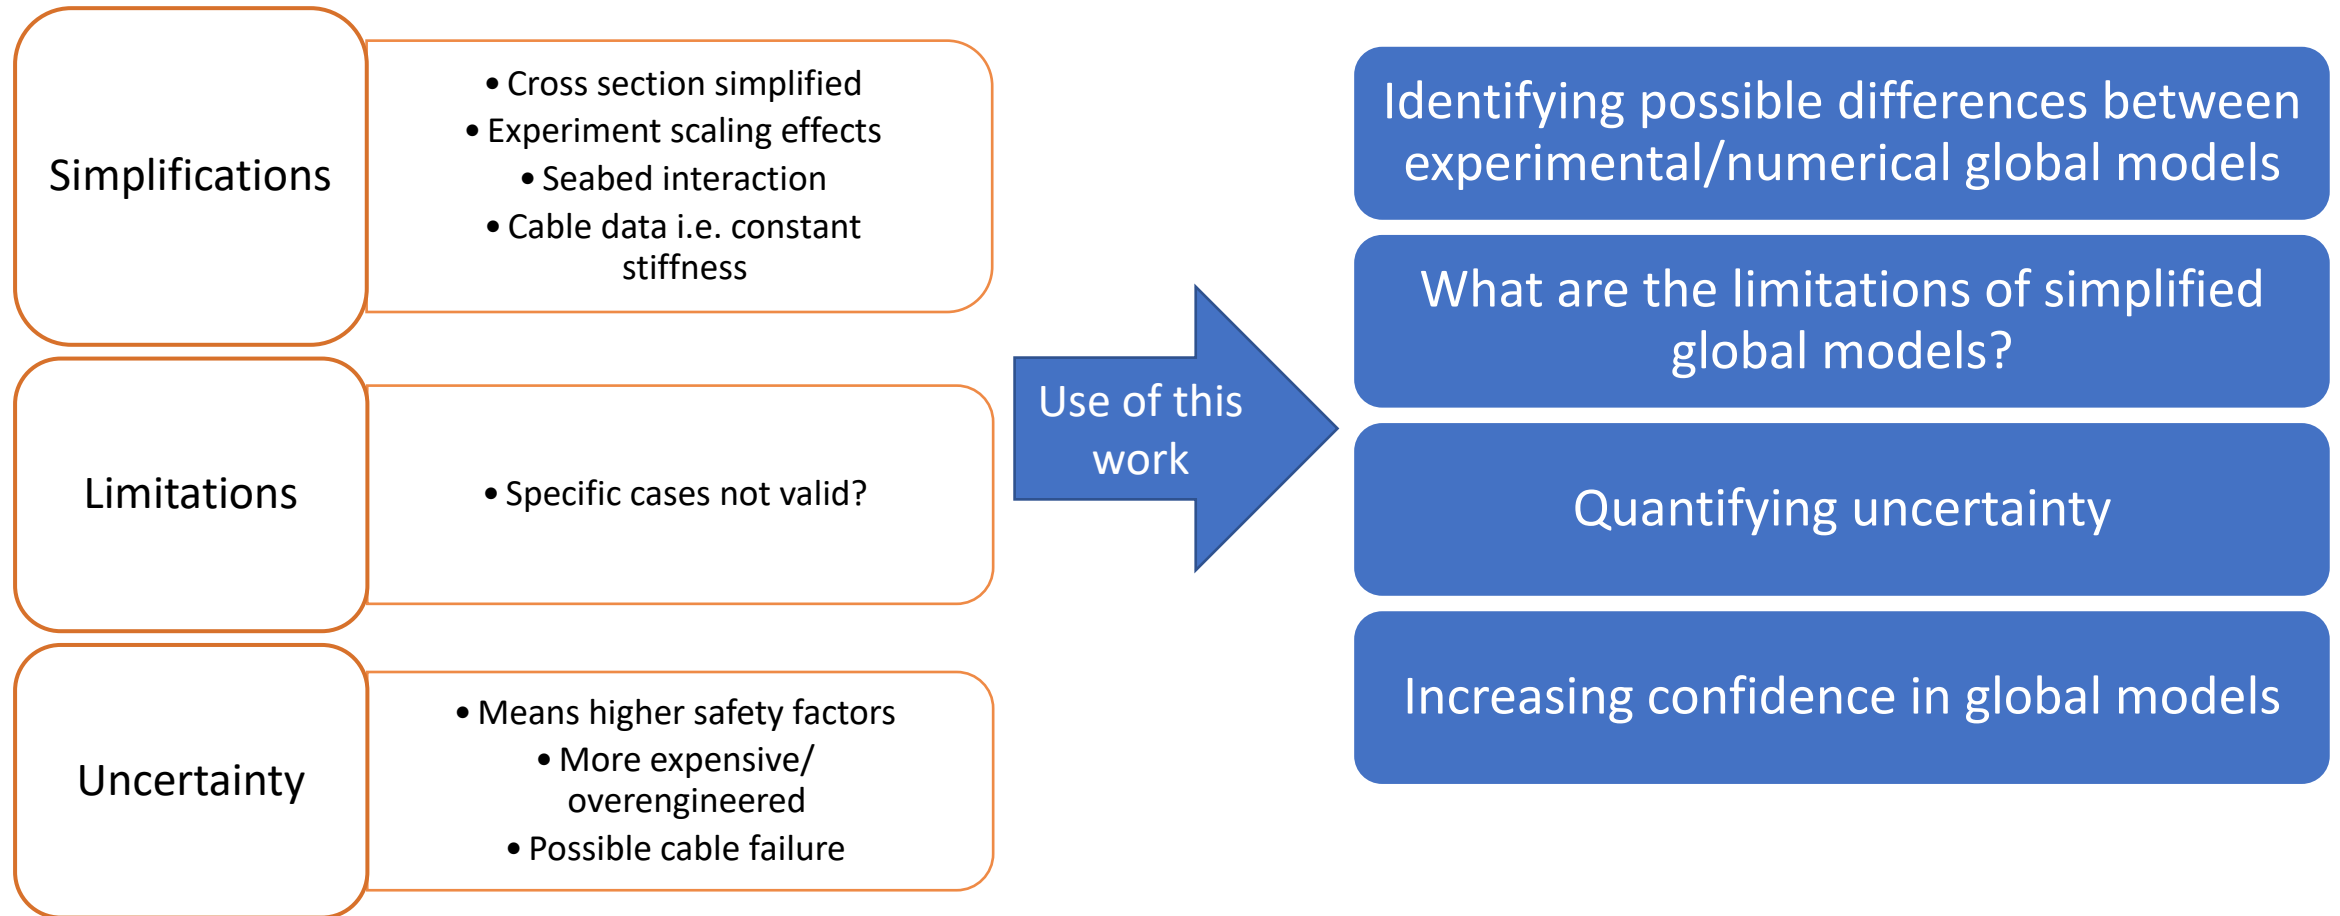 Simplifications
• Cross section simplified
• Experiment scaling effects
• Seabed interaction
• Cable data i.e. constant
stiffness
Limitations
• Specific cases not valid?
Uncertainty
• Means higher safety factors
• More expensive/
overengineered
• Possible cable failure
Use of this
work
Identifying possible differences between
experimental/numerical global models
What are the limitations of simplified
global models?
Quantifying uncertainty
Increasing confidence in global models